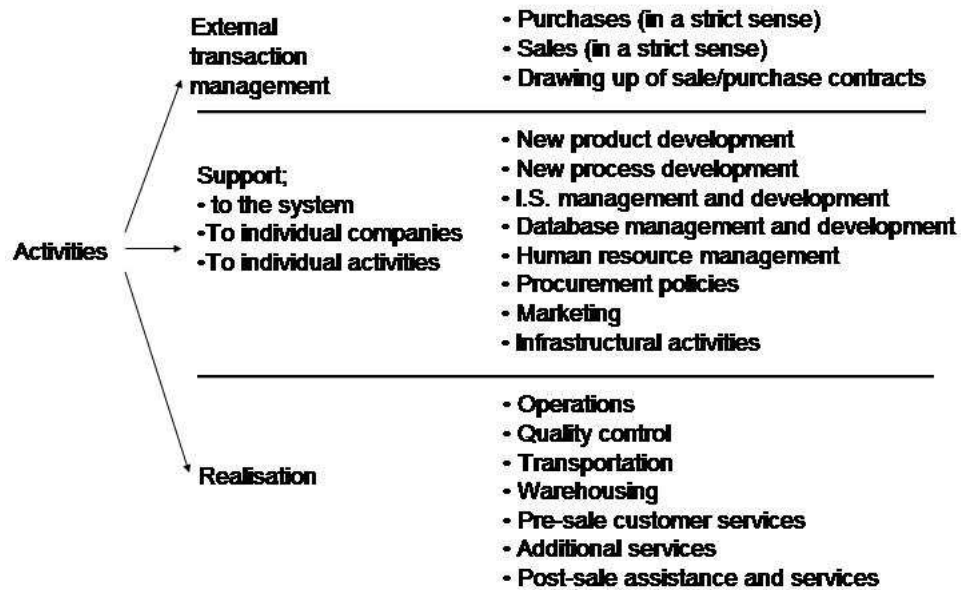 External
transaction
management
• Purchases (in a strict sense)
• Sales (in a strict sense)
• Drawing up of sale/purchase contracts
Activities
Support;
- to the system
-To individual companies
-To individual activities
• New product development
• New process development
• I.S. management and development
• Database management and development
• Human resource management
• Procurement policies
• Marketing
• Infrastructural activities
Realisation
• Operations
• Quality control
• Transportation
• Warehousing
• Pre-sale customer services
• Additional services
• Post-sale assistance and services